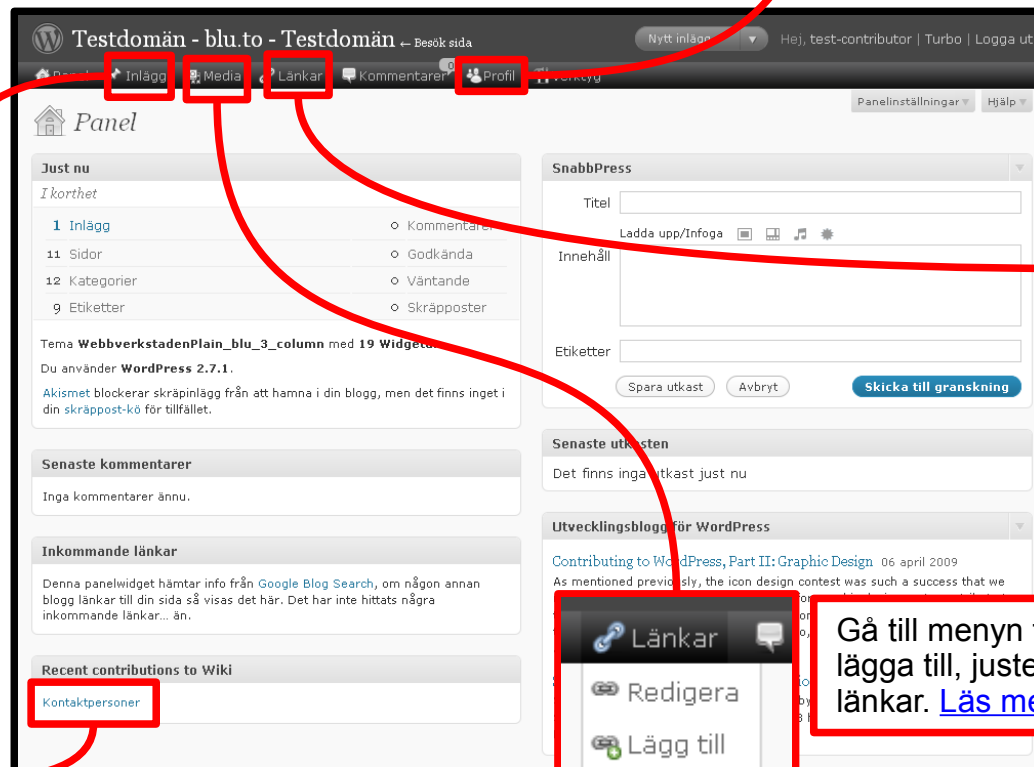 Testdomän - blu.to - Testdomän ← Besök sida
Nytt inlägg
Hej, test-contributor | Turbo | Logga ut
Inlägg
Media
Länkar
Kommentarer
0
Profil
Verktyg
Panelinställningar
Hjälp
Panel
Just nu
I korthet
1 Inlägg
0 Kommentarer
11 Sidor
0 Godkända
12 Kategorier
0 Väntande
9 Etiketter
0 Skräpposter
Tema WebbverkstadenPlain_blu_3_column med 19 Widgetar
Du använder WordPress 2.7.1.
Akismet blockerar skräpinlägg från att hamna i din blogg, men det finns inget i
din skräppost-kö för tillfället.
Senaste kommentarer
Inga kommentarer ännu.
Inkommande länkar
Denna panelwidget hämtar info från Google Blog Search, om någon annan
blogg länkar till din sida så visas det här. Det har inte hittats några
inkommande länkar... än.
Recent contributions to Wiki
Kontaktpersoner
SnabbPress
Titel
Ladda upp/Infoga
Innehåll
Etiketter
Spara utkast
Avbryt
Skicka till granskning
Senaste utkasten
Det finns inga utkast just nu
Utvecklingsblogg för WordPress
Contributing to WordPress, Part II: Graphic Design 06 april 2009
As mentioned previously, the icon design contest was such a success that we
Länkar
Redigera
Lägg till
Gå till menyn
lägga till, juste
länkar. Läs me